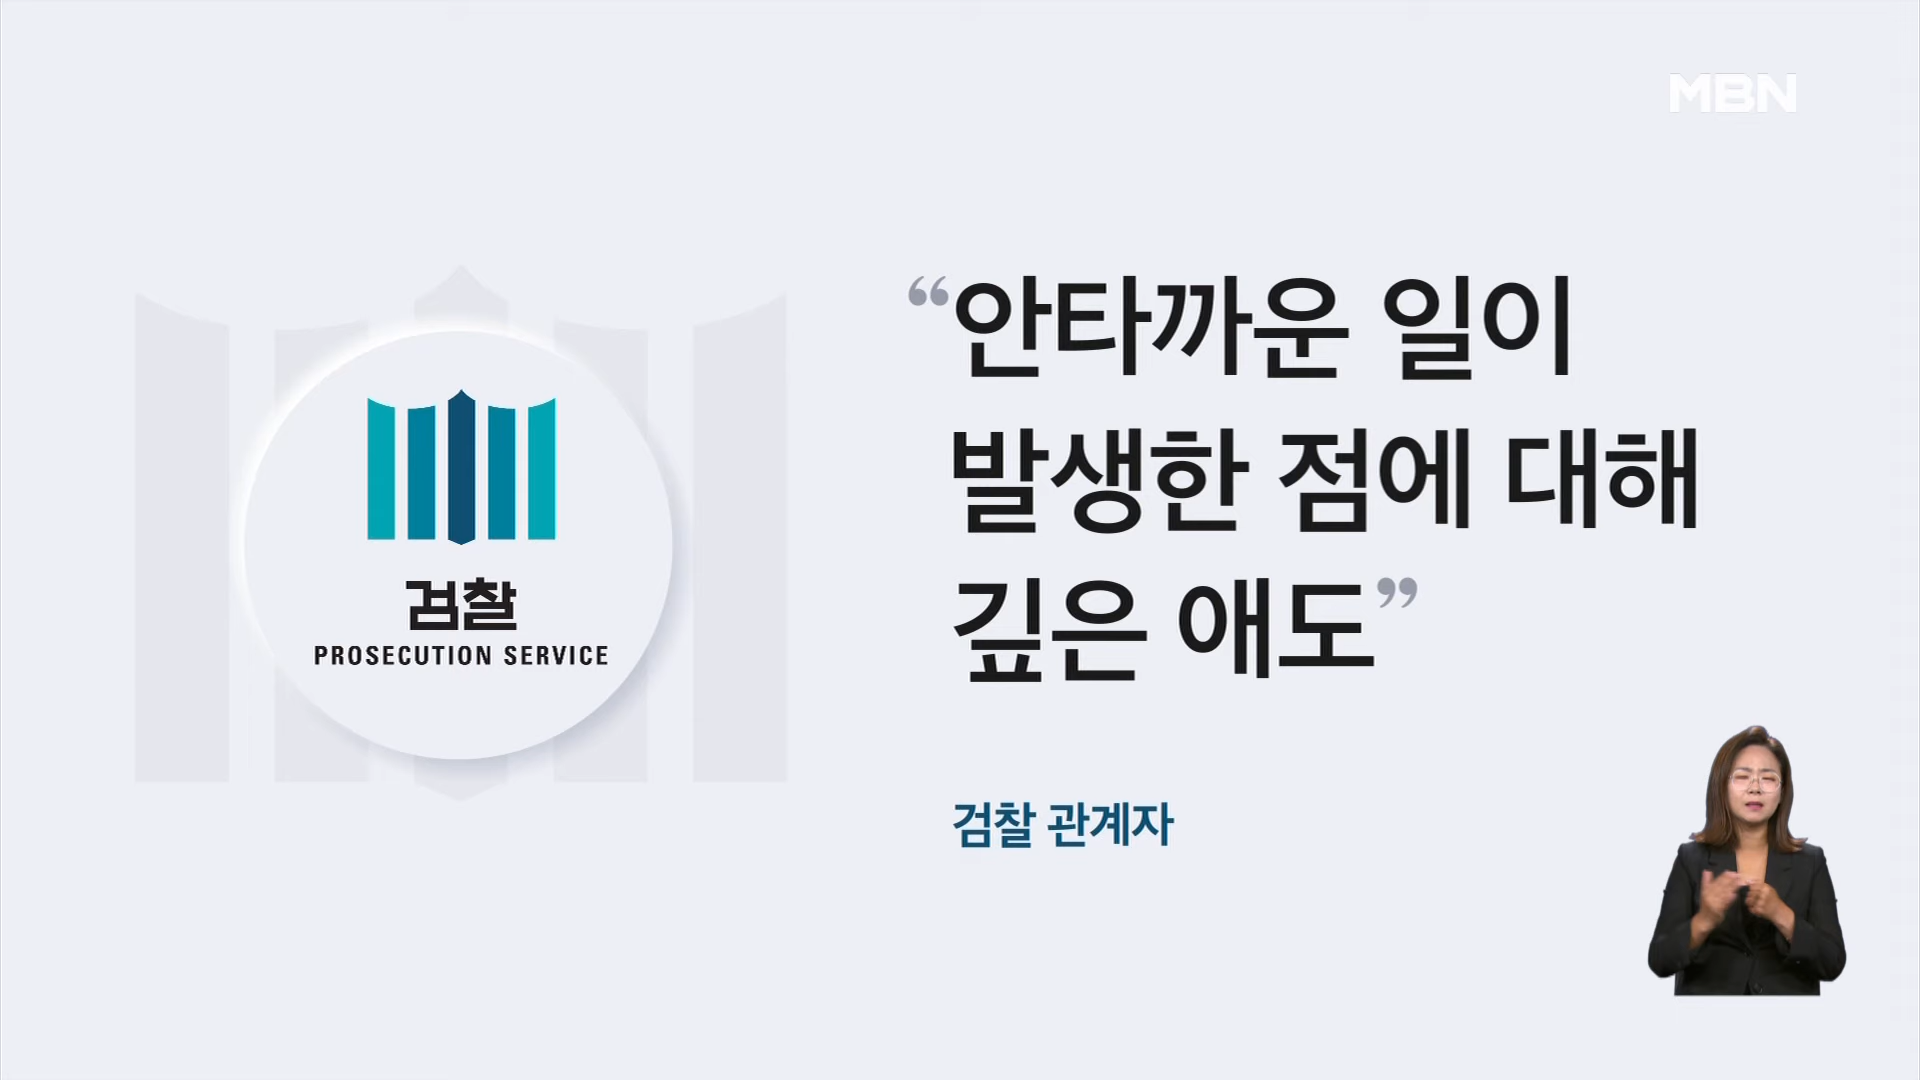 MBN
“안타까운 일이
발생한 점에 대해
깊은 애도”
검찰 관계자
검찰
PROSECUTION SERVICE